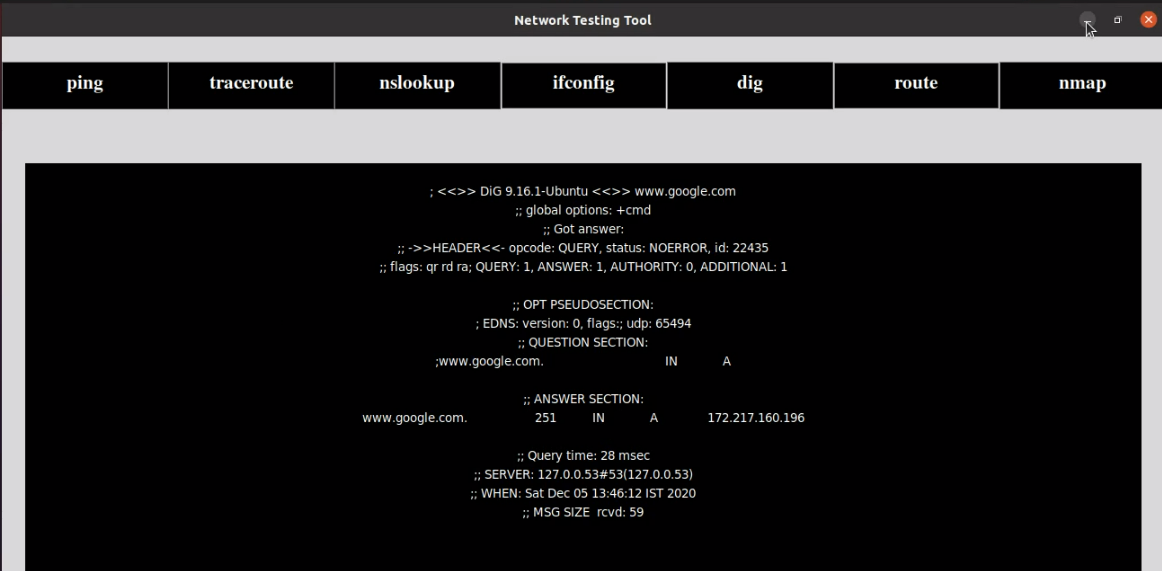 Network Testing Tool
ping traceroute nslookup ifconfig dig route nmap
; <<>> DiG 9.16.1-Ubuntu <<>> www.google.com
;; global options: +cmd
;; Got answer:
;; ->>HEADER<<- opcode: QUERY, status: NOERROR, id: 22435
;; flags: qr rd ra; QUERY: 1, ANSWER: 1, AUTHORITY: 0, ADDITIONAL: 1
;; OPT PSEUDOSECTION:
; EDNS: version: 0, flags:; udp: 65494
;; QUESTION SECTION:
;www.google.com. IN A
;; ANSWER SECTION:
www.google.com. 251 IN A 172.217.160.196
;; Query time: 28 msec
;; SERVER: 127.0.0.53#53(127.0.0.53)
;; WHEN: Sat Dec 05 13:46:12 IST 2020
;; MSG SIZE  rcvd: 59